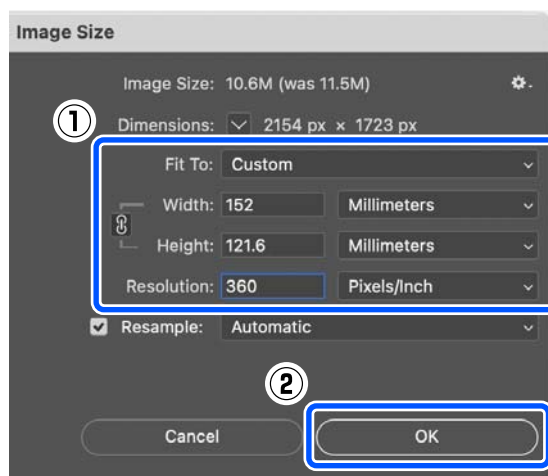 Image Size
Image Size: 10.6M (was 11.5M)
①
Dimensions: 2154 px × 1723 px
Fit To: Custom
Width: 152 Millimeters
Height: 121.6 Millimeters
Resolution: 360 Pixels/Inch
Resample: Automatic
②
Cancel OK